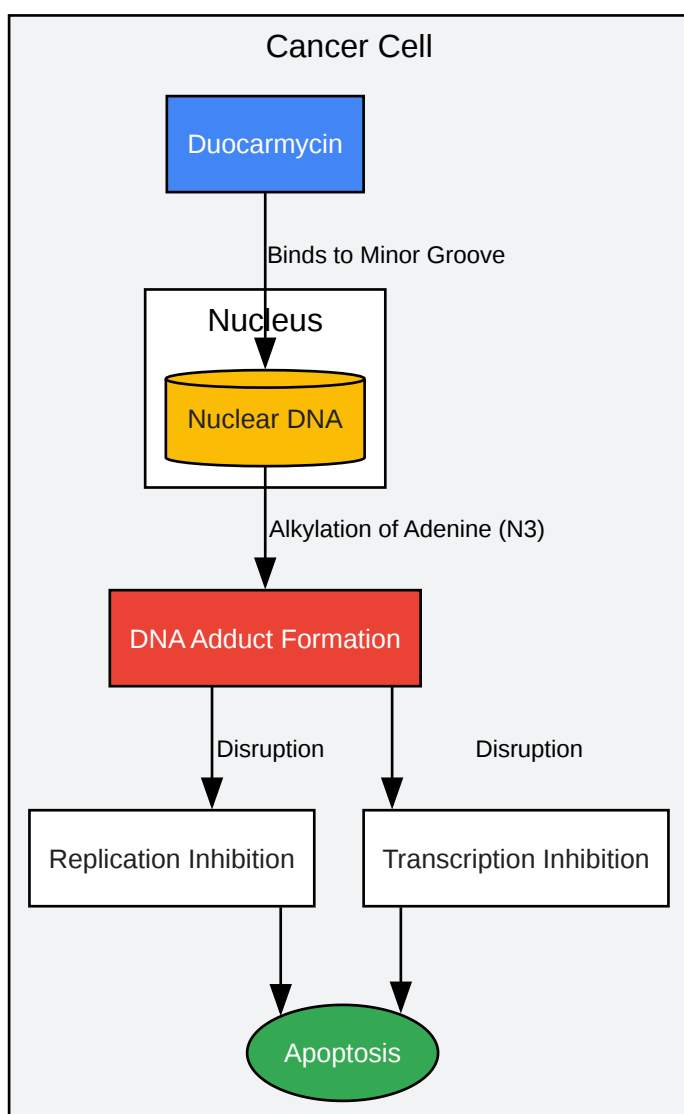 Cancer Cell
Duocarmycin
Binds to Minor Groove
Nucleus
Nuclear DNA
Alkylation of Adenine (N3)
DNA Adduct Formation
Disruption
Disruption
Replication Inhibition
Transcription Inhibition
Apoptosis